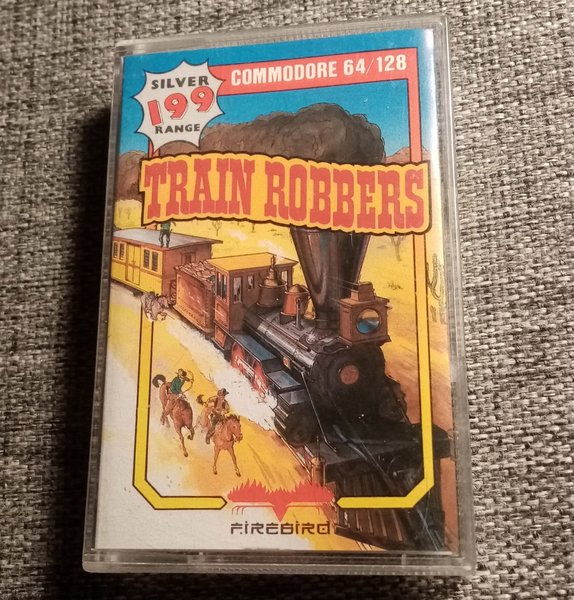 SILVER
199
RANGE
COMMODORE 64/128
TRAIN ROBBERS
FIREBIRD